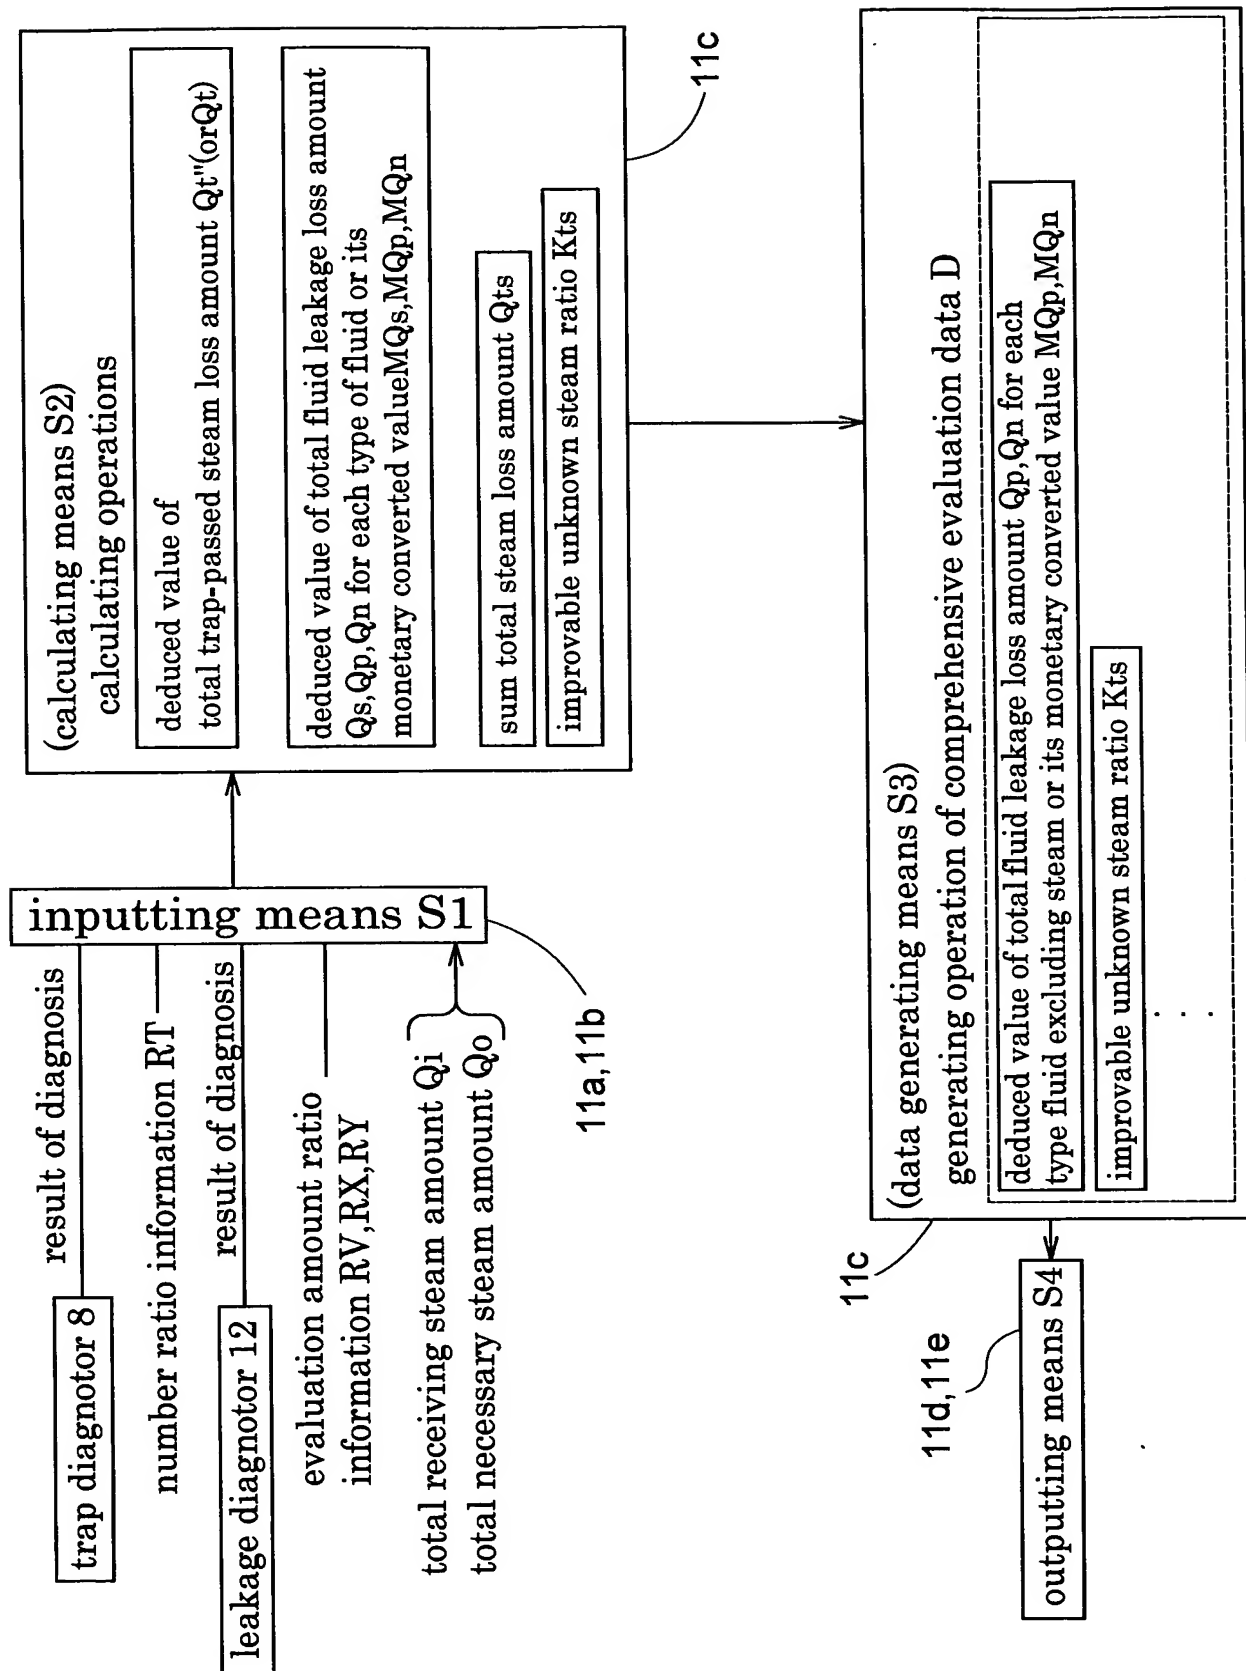 trap diagnotor 8
result of diagnosis
number ratio information RT
leakage diagnotor 12
result of diagnosis
evaluation amount ratio
information RV,RX,RY
total receiving steam amount Qi
total necessary steam amount Qo
inputting means S1
11a,11b
(calculating means S2)
calculating operations
deduced value of
total trap-passed steam loss amount Qt"(orQt)
deduced value of total fluid leakage loss amount
Qs,Qp,Qn for each type of fluid or its
monetary converted valueMQs,MQp,MQn
sum total steam loss amount Qts
improvable unknown steam ratio Kts
11c
(data generating means S3)
generating operation of comprehensive evaluation data D
deduced value of total fluid leakage loss amount Qp,Qn for each
type fluid excluding steam or its monetary converted value MQp,MQn
improvable unknown steam ratio Kts
. . .
11c
outputting means S4
11d,11e